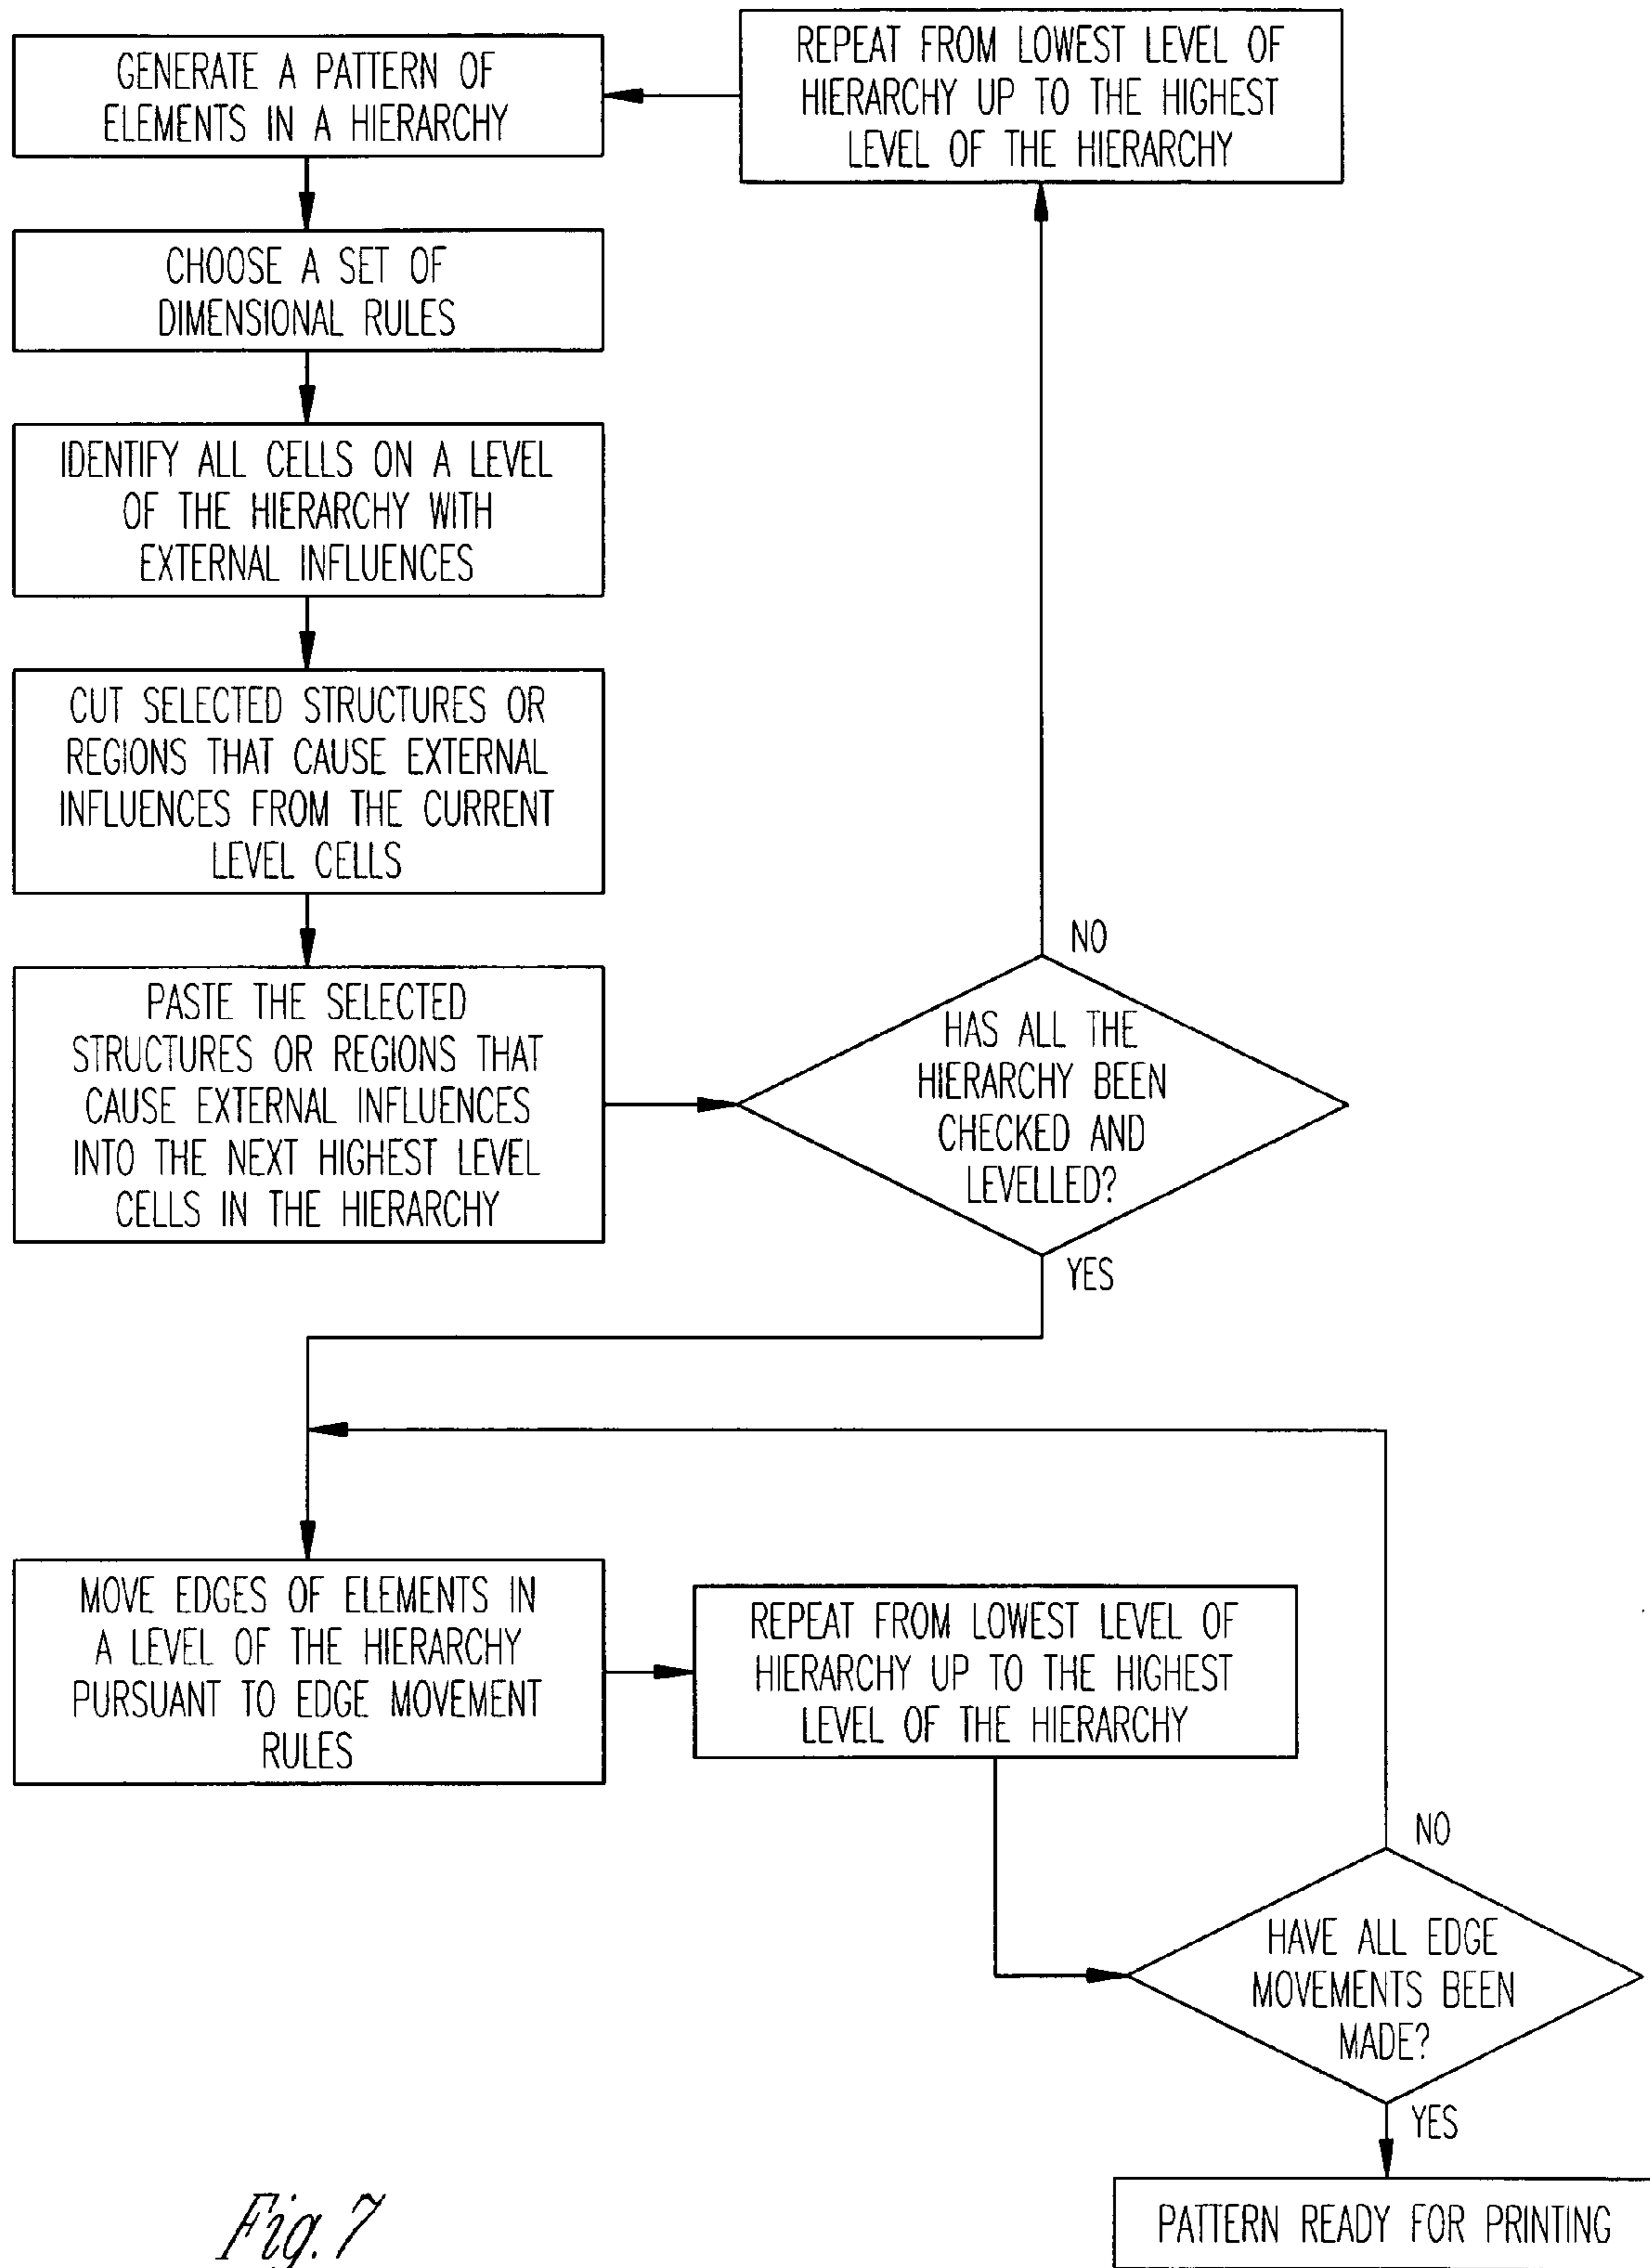 GENERATE A PATTERN OF
ELEMENTS IN A HIERARCHY
REPEAT FROM LOWEST LEVEL OF
HIERARCHY UP TO THE HIGHEST
LEVEL OF THE HIERARCHY
CHOOSE A SET OF
DIMENSIONAL RULES
IDENTIFY ALL CELLS ON A LEVEL
OF THE HIERARCHY WITH
EXTERNAL INFLUENCES
CUT SELECTED STRUCTURES OR
REGIONS THAT CAUSE EXTERNAL
INFLUENCES FROM THE CURRENT
LEVEL CELLS
PASTE THE SELECTED
STRUCTURES OR REGIONS THAT
CAUSE EXTERNAL INFLUENCES
INTO THE NEXT HIGHEST LEVEL
CELLS IN THE HIERARCHY
NO
HAS ALL THE
HIERARCHY BEEN
CHECKED AND
LEVELLED?
YES
MOVE EDGES OF ELEMENTS IN
A LEVEL OF THE HIERARCHY
PURSUANT TO EDGE MOVEMENT
RULES
REPEAT FROM LOWEST LEVEL OF
HIERARCHY UP TO THE HIGHEST
LEVEL OF THE HIERARCHY
NO
HAVE ALL EDGE
MOVEMENTS BEEN
MADE?
YES
PATTERN READY FOR PRINTING
Fig. 7